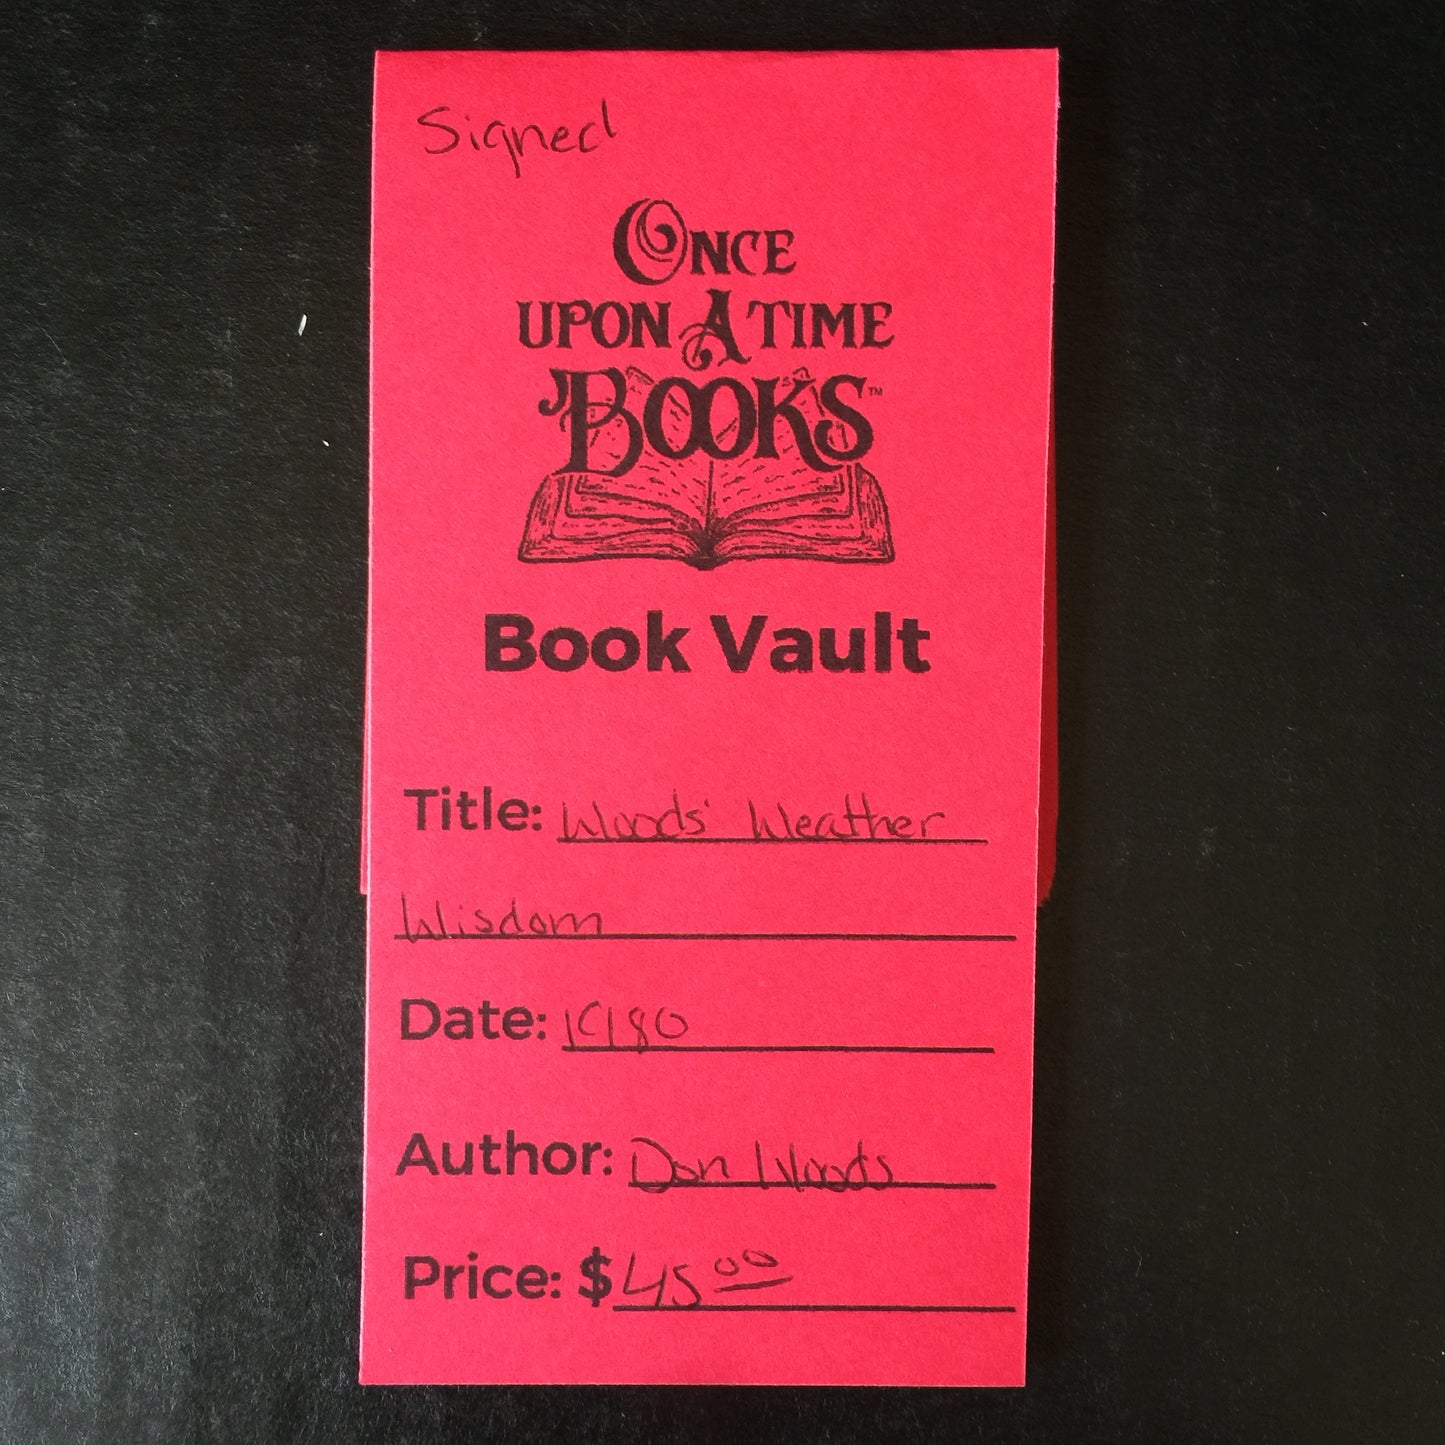 Signed
ONCE
UPON A TIME
BOOKS™
Book Vault
Title: Woods' Weather
Wisdom
Date: 1980
Author: Don Woods
Price: $45.00